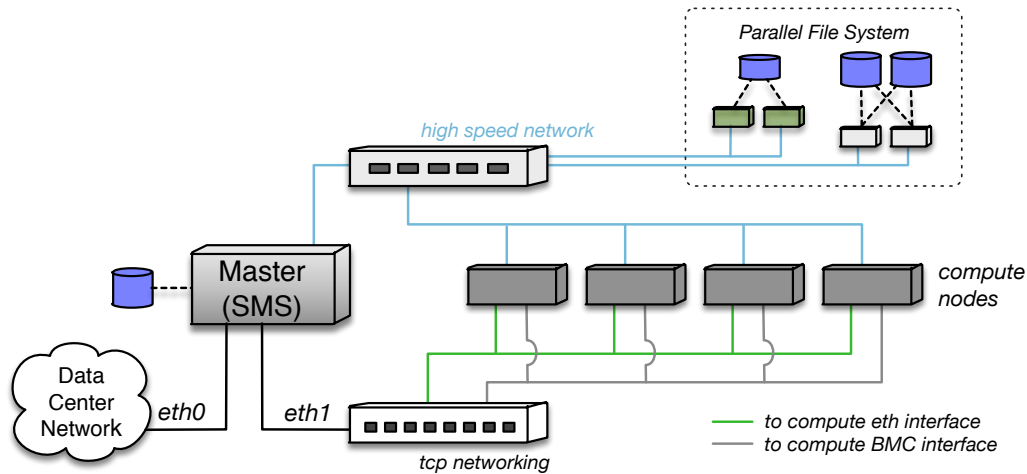 Parallel File System
high speed network
Master
(SMS)
compute
nodes
Data
Center
Network
eth0
eth1
tcp networking
to compute eth interface
to compute BMC interface